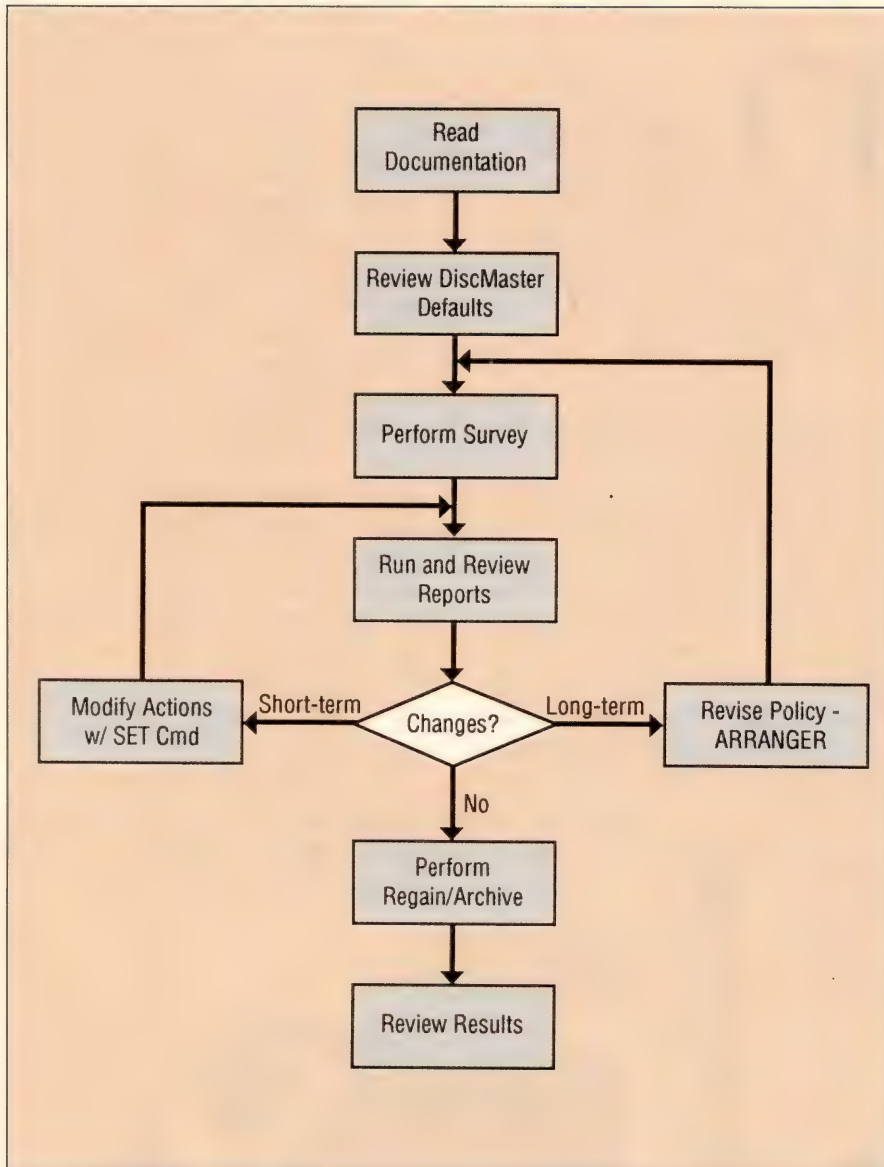 Read
Documentation
Review DiscMaster
Defaults
Perform Survey
Run and Review
Reports
Modify Actions
w/ SET Cmd
Short-term
Changes?
Long-term
Revise Policy -
ARRANGER
No
Perform
Regain/Archive
Review Results